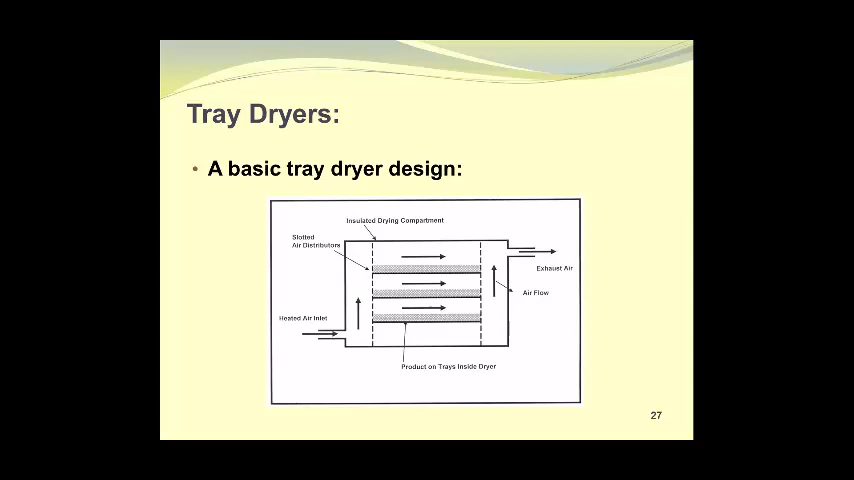 Tray Dryers:
• A basic tray dryer design:
Insulated Drying Compartment
Slotted
Air Distributors
Exhaust Air
Air Flow
Heated Air Inlet
Product on Trays Inside Dryer
27